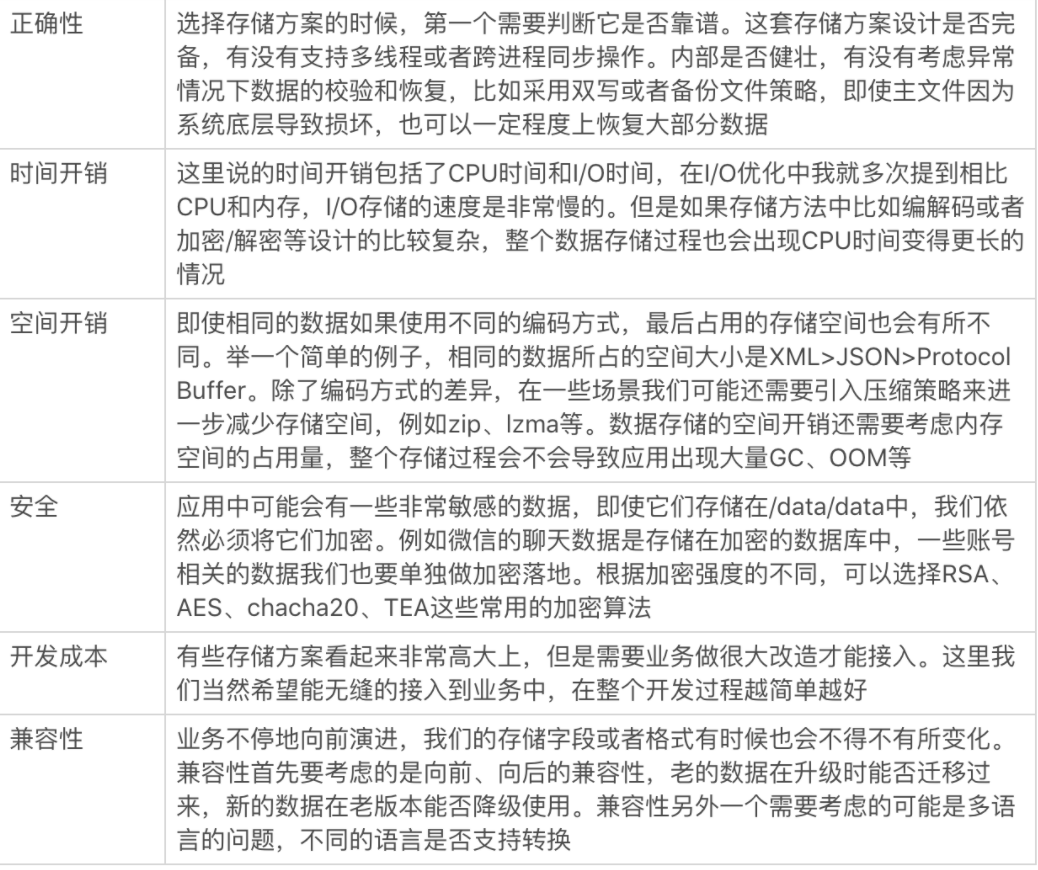 正确性
选择存储方案的时候，第一个需要判断它是否靠谱。这套存储方案设计是否完
备，有没有支持多线程或者跨进程同步操作。内部是否健壮，有没有考虑异常
情况下数据的校验和恢复，比如采用双写或者备份文件策略，即使主文件因为
系统底层导致损坏，也可以一定程度上恢复大部分数据
时间开销
这里说的时间开销包括了CPU时间和I/O时间，在I/O优化中我就多次提到相比
CPU和内存，I/O存储的速度是非常慢的。但是如果存储方法中比如编解码或者
加密/解密等设计的比较复杂，整个数据存储过程也会出现CPU时间变得更长的
情况
空间开销
即使相同的数据如果使用不同的编码方式，最后占用的存储空间也会有所不
同。举一个简单的例子，相同的数据所占的空间大小是XML>JSON>Protocol
Buffer。除了编码方式的差异，在一些场景我们可能还需要引入压缩策略来进
一步减少存储空间，例如zip、lzma等。数据存储的空间开销还需要考虑内存
空间的占用量，整个存储过程会不会导致应用出现大量GC、OOM等
安全
应用中可能会有一些非常敏感的数据，即使它们存储在/data/data中，我们依
然必须将它们加密。例如微信的聊天数据是存储在加密的数据库中，一些账号
相关的数据我们也要单独做加密落地。根据加密强度的不同，可以选择RSA、
AES、chacha20、TEA这些常用的加密算法
开发成本
有些存储方案看起来非常高大上，但是需要业务做很大改造才能接入。这里我
们当然希望能无缝的接入到业务中，在整个开发过程越简单越好
兼容性
业务不停地向前演进，我们的存储字段或者格式有时候也会不得不有所变化。
兼容性首先要考虑的是向前、向后的兼容性，老的数据在升级时能否迁移过
来，新的数据在老版本能否降级使用。兼容性另外一个需要考虑的可能是多语
言的问题，不同的语言是否支持转换